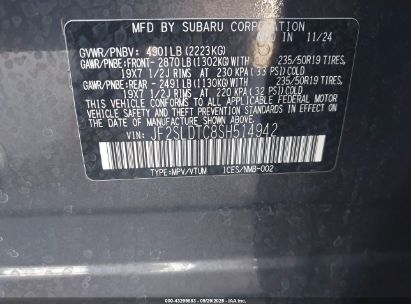 MFD. BY SUBARU CORPORATION
IN 11/24
GVWR/PNBV: 4901LB (2223KG)
GAWR/PNBE:FRONT- 2870LB(1302KG)WITH 235/50R19 TIRES,
19X7 1/2J RIMS AT 230 KPA(33 PSI)COLD
GAWR/PNBE:REAR- 2491LB(1130KG)WITH 235/50R19 TIRES,
19X7 1/2J RIMS AT 220 KPA(32 PSI)COLD
THIS VEHICLE CONFORMS TO ALL APPLICABLE FEDERAL MOTOR
VEHICLE SAFETY, BUMPER AND THEFT PREVENTION STANDARDS
IN EFFECT ON THE DATE OF MANUFACTURE SHOWN ABOVE.
VIN: JF2SLDTC8SH514942
TYPE:MPV/VTUM ICES/NMB-002